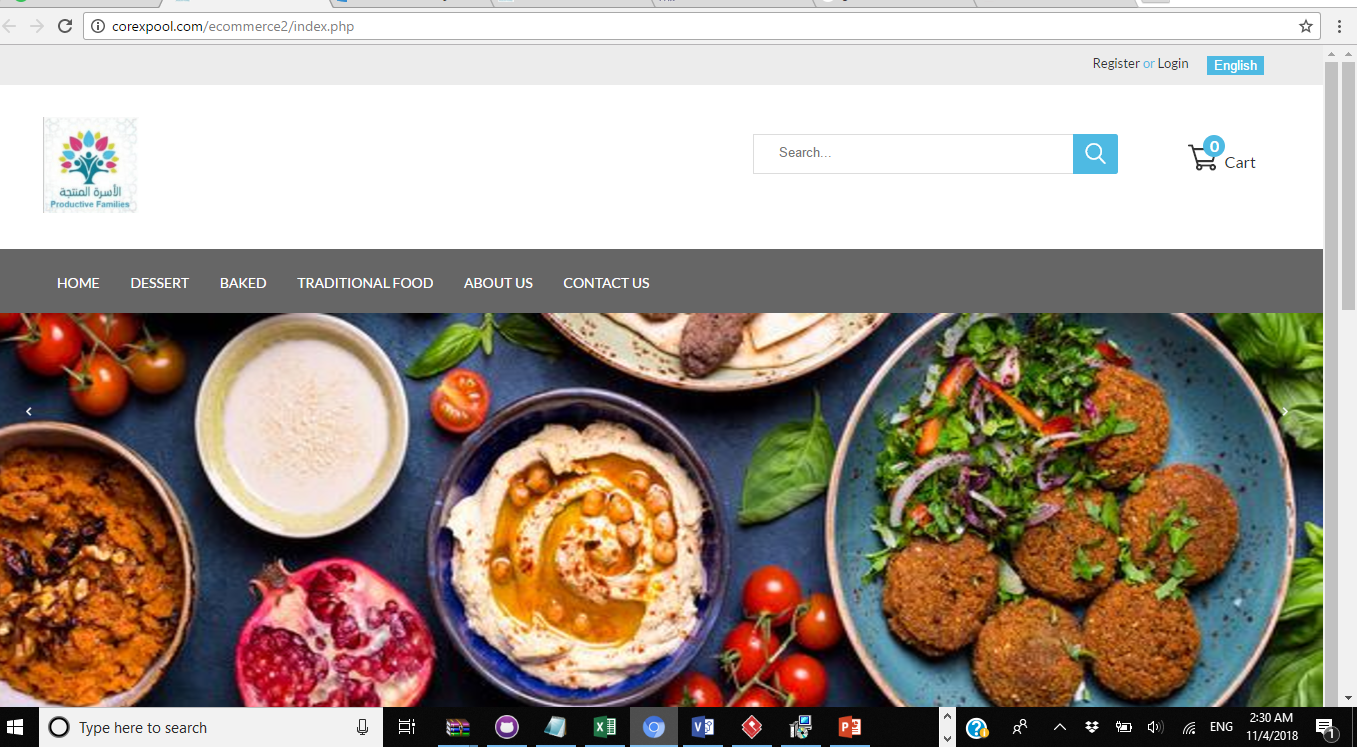 corexpool.com/ecommerce2/index.php
Register or Login
English
الأسرة المنتجة
Productive Families
Search...
0
Cart
HOME
DESSERT
BAKED
TRADITIONAL FOOD
ABOUT US
CONTACT US
Type here to search
ENG
2:30 AM
11/4/2018
1